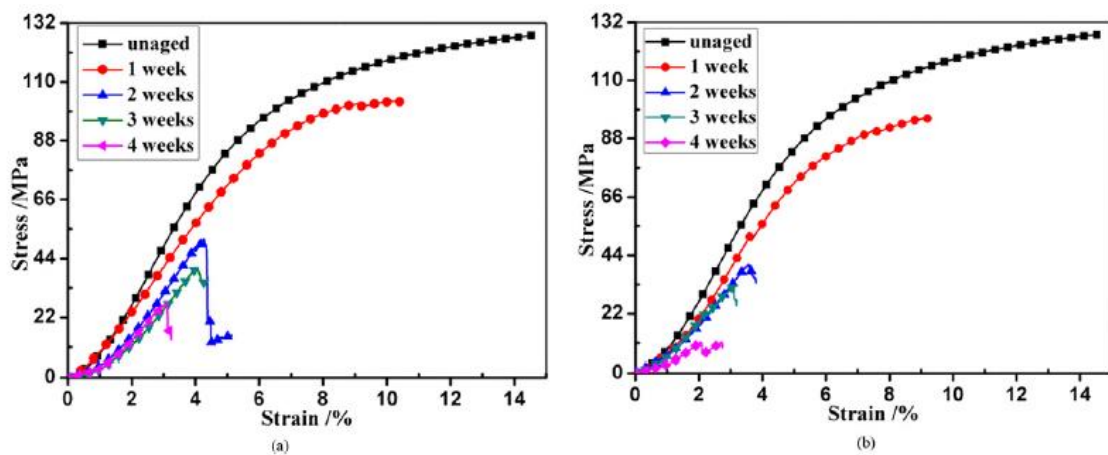 132
110
88
66
44
22
0
Stress /MPa
unaged
1 week
2 weeks
3 weeks
4 weeks
0 2 4 6 8 10 12 14
Strain /%
(a)
132
110
88
66
44
22
0
Stress /MPa
unaged
1 week
2 weeks
3 weeks
4 weeks
0 2 4 6 8 10 12 14
Strain /%
(b)